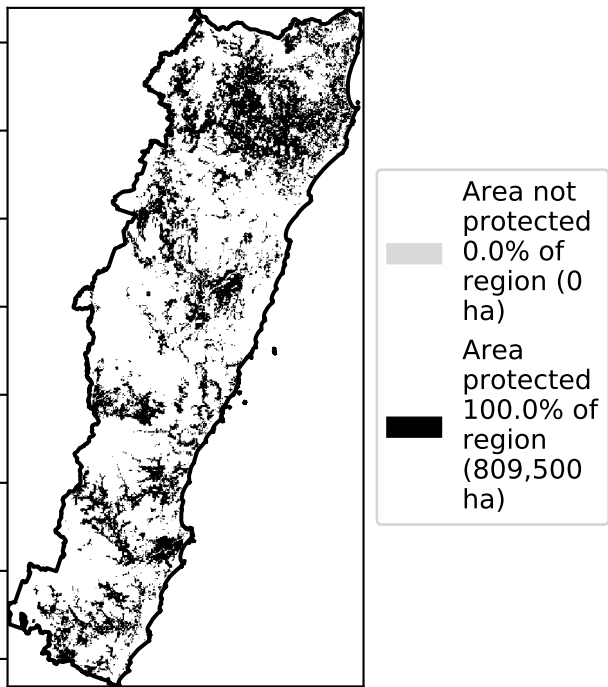 Area not
protected
0.0% of
region (0
ha)
Area
protected
100.0% of
region
(809,500
ha)